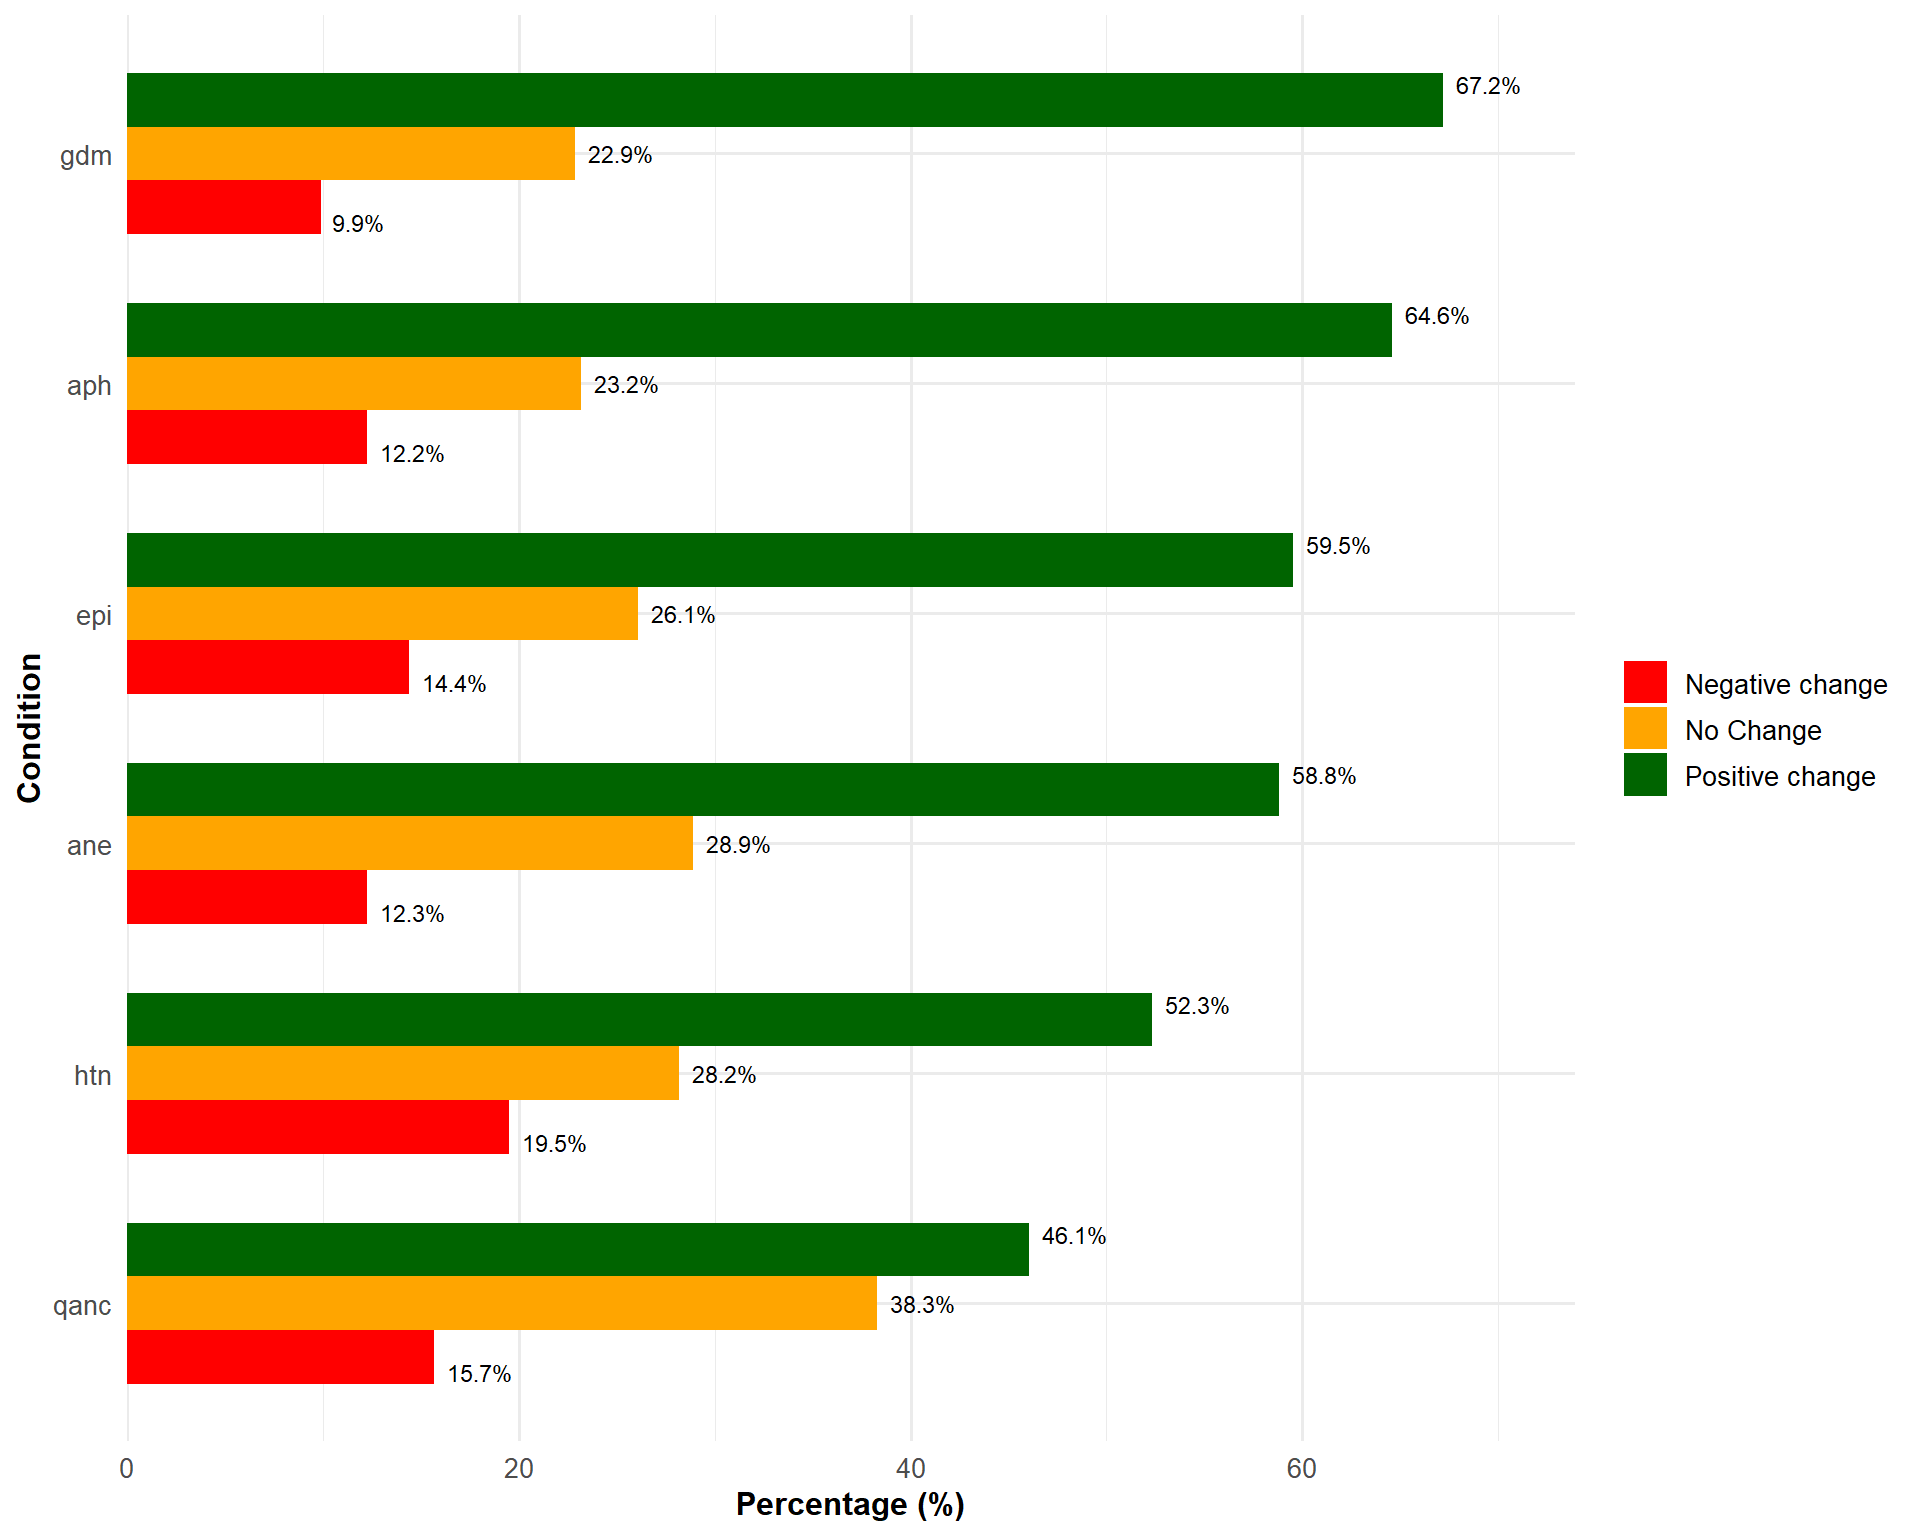 67.2%
gdm
22.9%
9.9%
64.6%
aph
23.2%
12.2%
59.5%
epi
26.1%
14.4%
Condition
Negative change
No Change
Positive change
58.8%
ane
28.9%
12.3%
52.3%
htn
28.2%
19.5%
46.1%
qanc
38.3%
15.7%
0 20 40 60
Percentage (%)